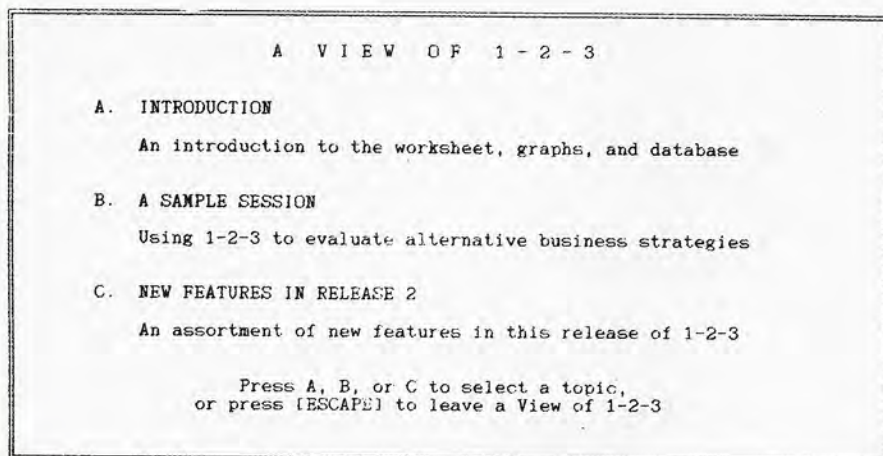 A VIEW OF 1-2-3
A. INTRODUCTION
An introduction to the worksheet, graphs, and database
B. A SAMPLE SESSION
Using 1-2-3 to evaluate alternative business strategies
C. NEW FEATURES IN RELEASE 2
An assortment of new features in this release of 1-2-3
Press A, B, or C to select a topic,
or press [ESCAPE] to leave a View of 1-2-3